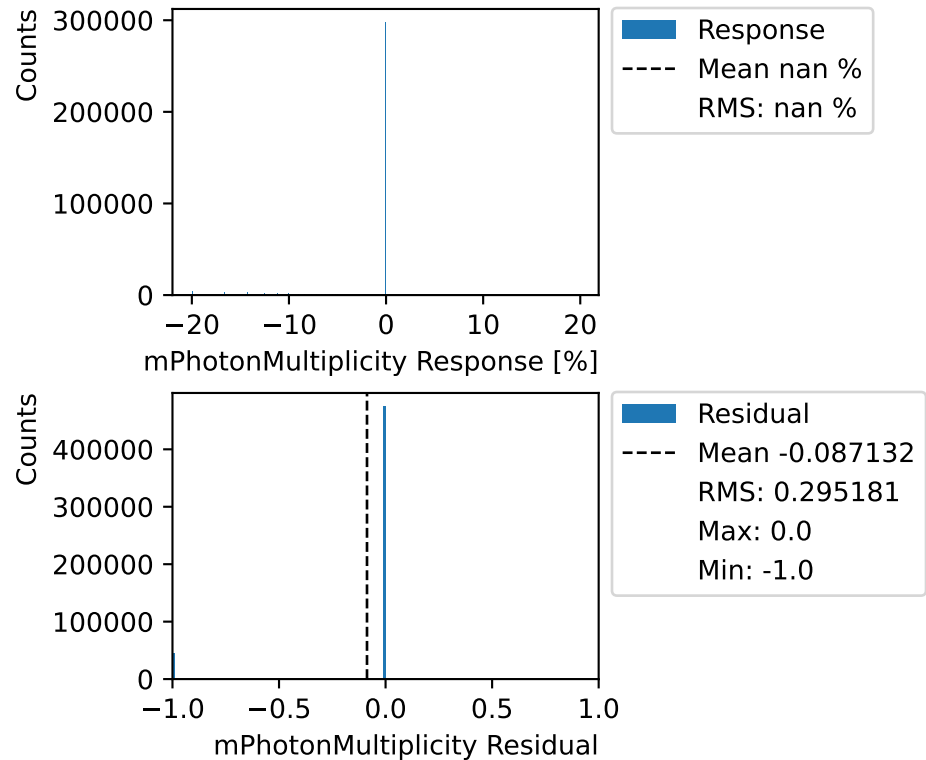 Counts
300000
200000
100000
0
−20 −10 0 10 20
mPhotonMultiplicity Response [%]
Response
Mean nan %
RMS: nan %
Counts
400000
300000
200000
100000
0
−1.0 −0.5 0.0 0.5 1.0
mPhotonMultiplicity Residual
Residual
Mean -0.087132
RMS: 0.295181
Max: 0.0
Min: -1.0